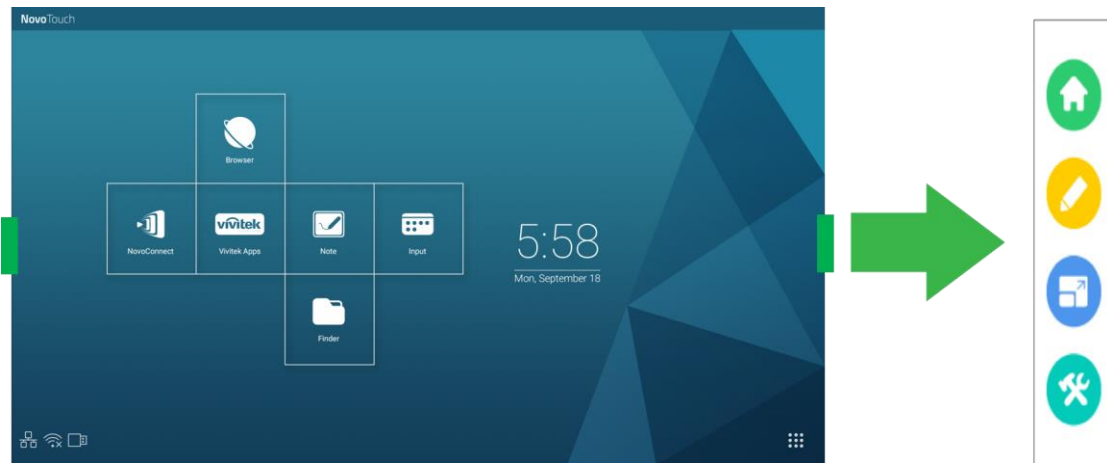 NovoTouch
Browser
NovoConnect
Vivitek Apps
Note
Input
vivitek
5:58
Mon, September 18
Finder